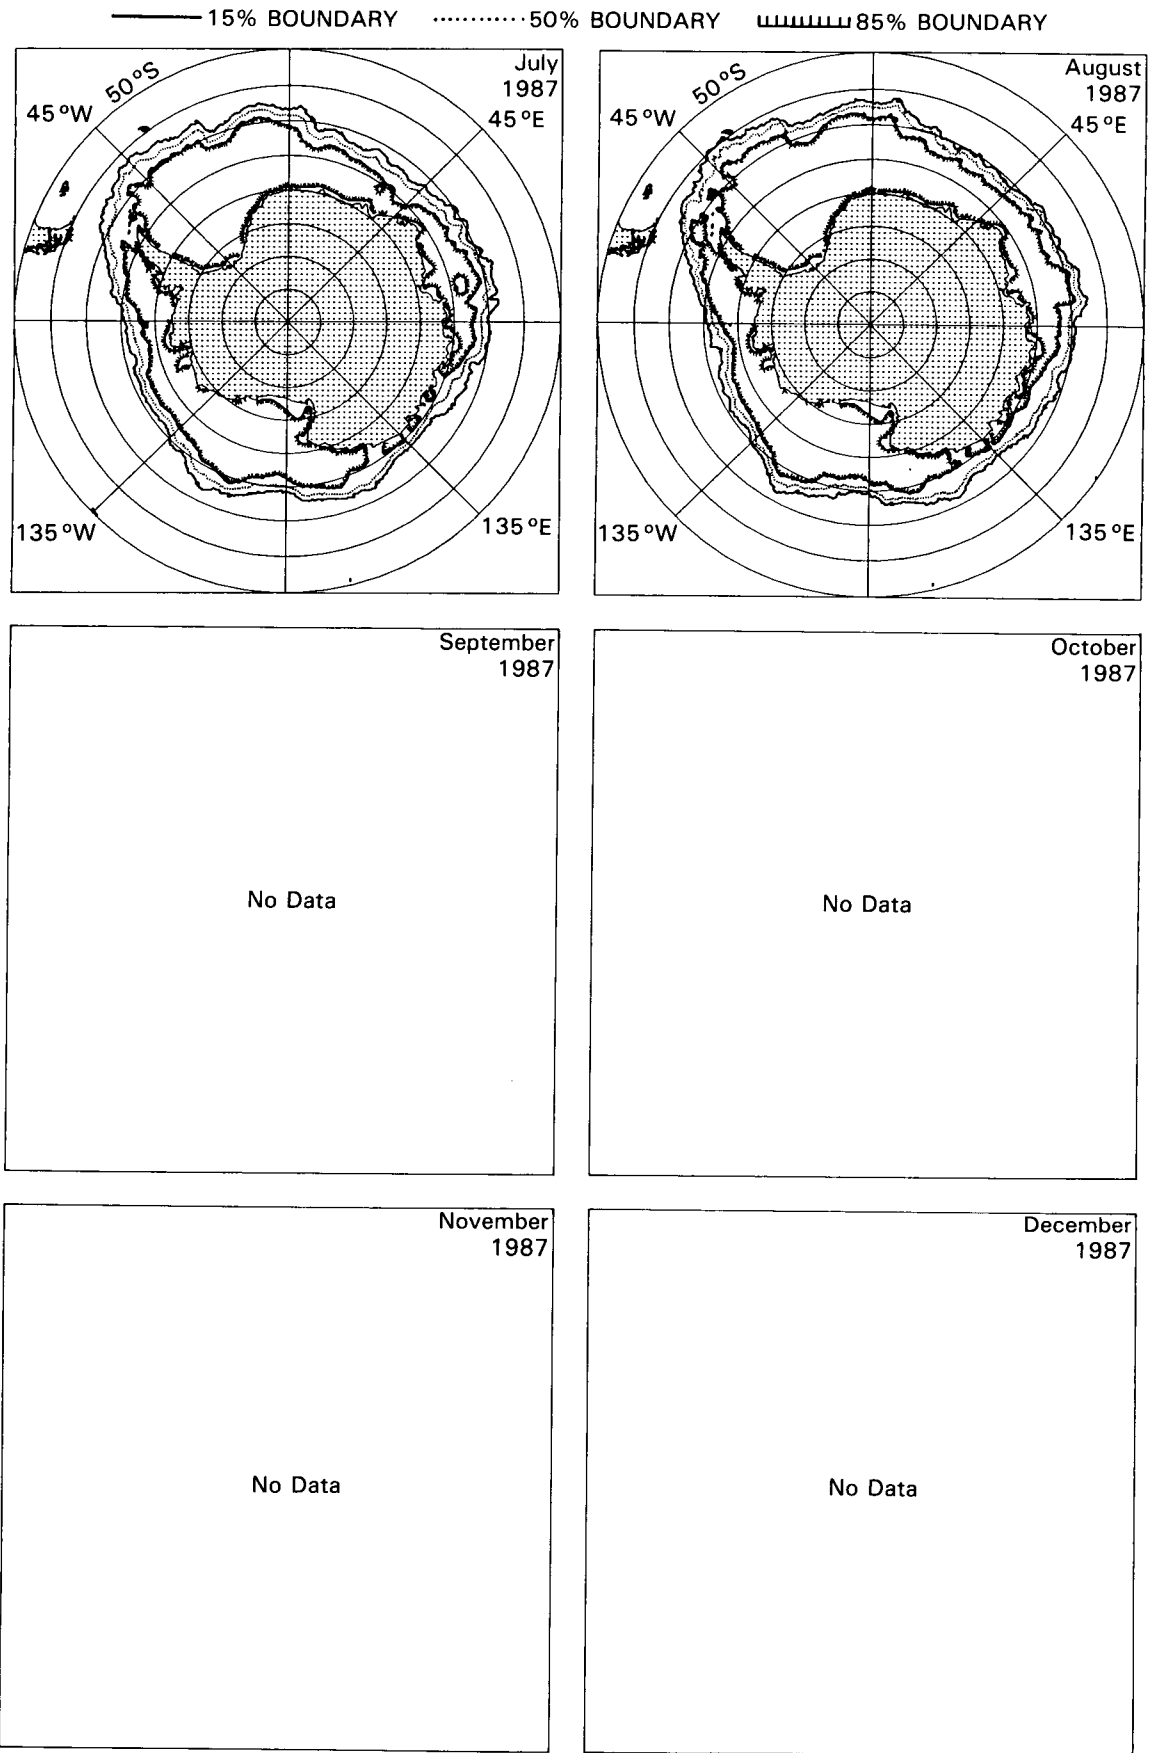 15% BOUNDARY 50% BOUNDARY 85% BOUNDARY
July
1987
50°S
45°W
45°E
135°W
135°E
August
1987
50°S
45°W
45°E
135°W
135°E
September
1987
No Data
October
1987
No Data
November
1987
No Data
December
1987
No Data